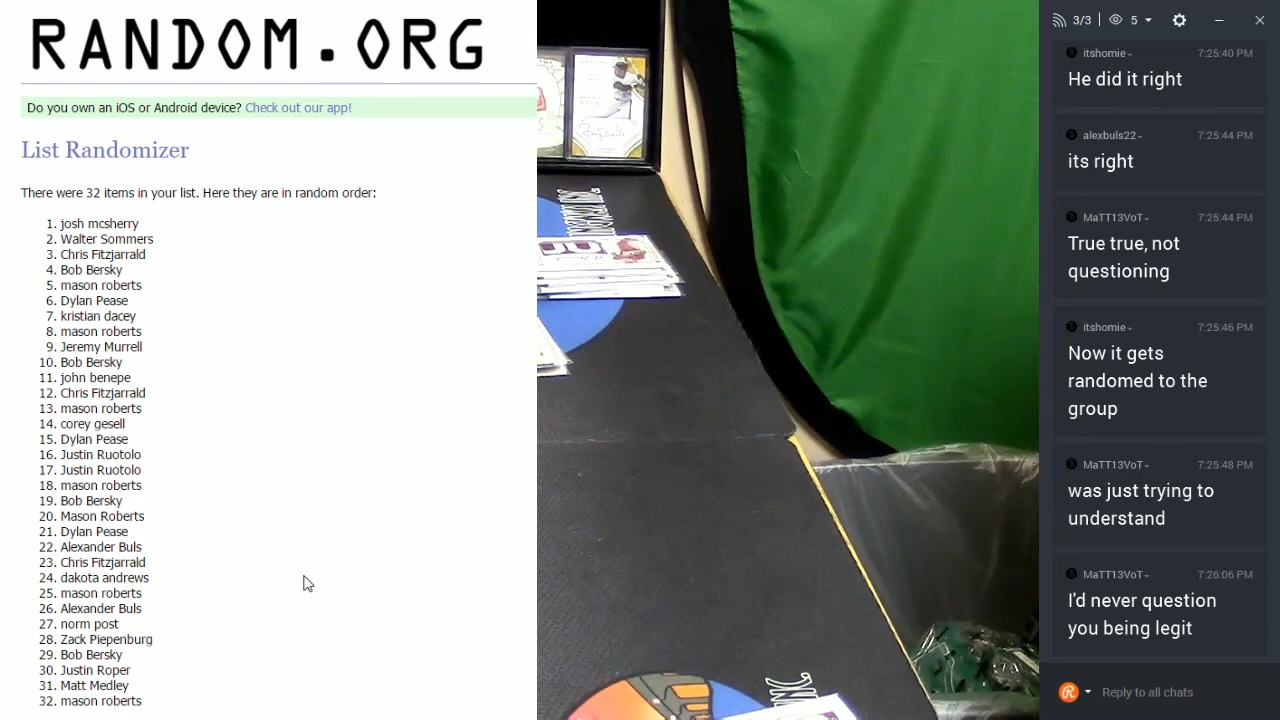 RANDOM.ORG
Do you own an iOS or Android device? Check out our app!
List Randomizer
There were 32 items in your list. Here they are in random order:
1. josh mcsherry
2. Walter Sommers
3. Chris Fitzjarrald
4. Bob Bersky
5. mason roberts
6. Dylan Pease
7. kristian dacey
8. mason roberts
9. Jeremy Murrell
10. Bob Bersky
11. john benepe
12. Chris Fitzjarrald
13. mason roberts
14. corey gesell
15. Dylan Pease
16. Justin Ruotolo
17. Justin Ruotolo
18. mason roberts
19. Bob Bersky
20. Mason Roberts
21. Dylan Pease
22. Alexander Buls
23. Chris Fitzjarrald
24. dakota andrews
25. mason roberts
26. Alexander Buls
27. norm post
28. Zack Piepenburg
29. Bob Bersky
30. Justin Roper
31. Matt Medley
32. mason roberts
3/3 5
itshomie 7:25:40 PM
He did it right
alexbuls22 7:25:44 PM
its right
MaTT13VoT 7:25:44 PM
True true, not
questioning
itshomie 7:25:46 PM
Now it gets
randomed to the
group
MaTT13VoT 7:25:48 PM
was just trying to
understand
MaTT13VoT 7:26:06 PM
I'd never question
you being legit
Reply to all chats